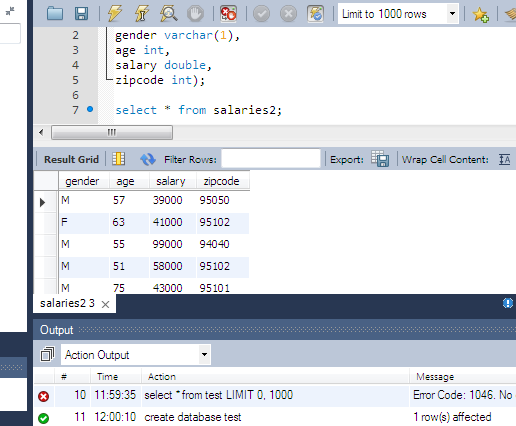 Limit to 1000 rows
2 gender varchar(1),
3 age int,
4 salary double,
5 zipcode int);
6
7 select * from salaries2;
Result Grid Filter Rows: Export: Wrap Cell Content: IA
gender age salary zipcode
M 57 39000 95050
F 63 41000 95102
M 55 99000 94040
M 51 58000 95102
M 75 43000 95101
salaries2 3
Output
Action Output
# Time Action Message
10 11:59:35 select * from test LIMIT 0, 1000 Error Code: 1046. No
11 12:00:10 create database test 1 row(s) affected